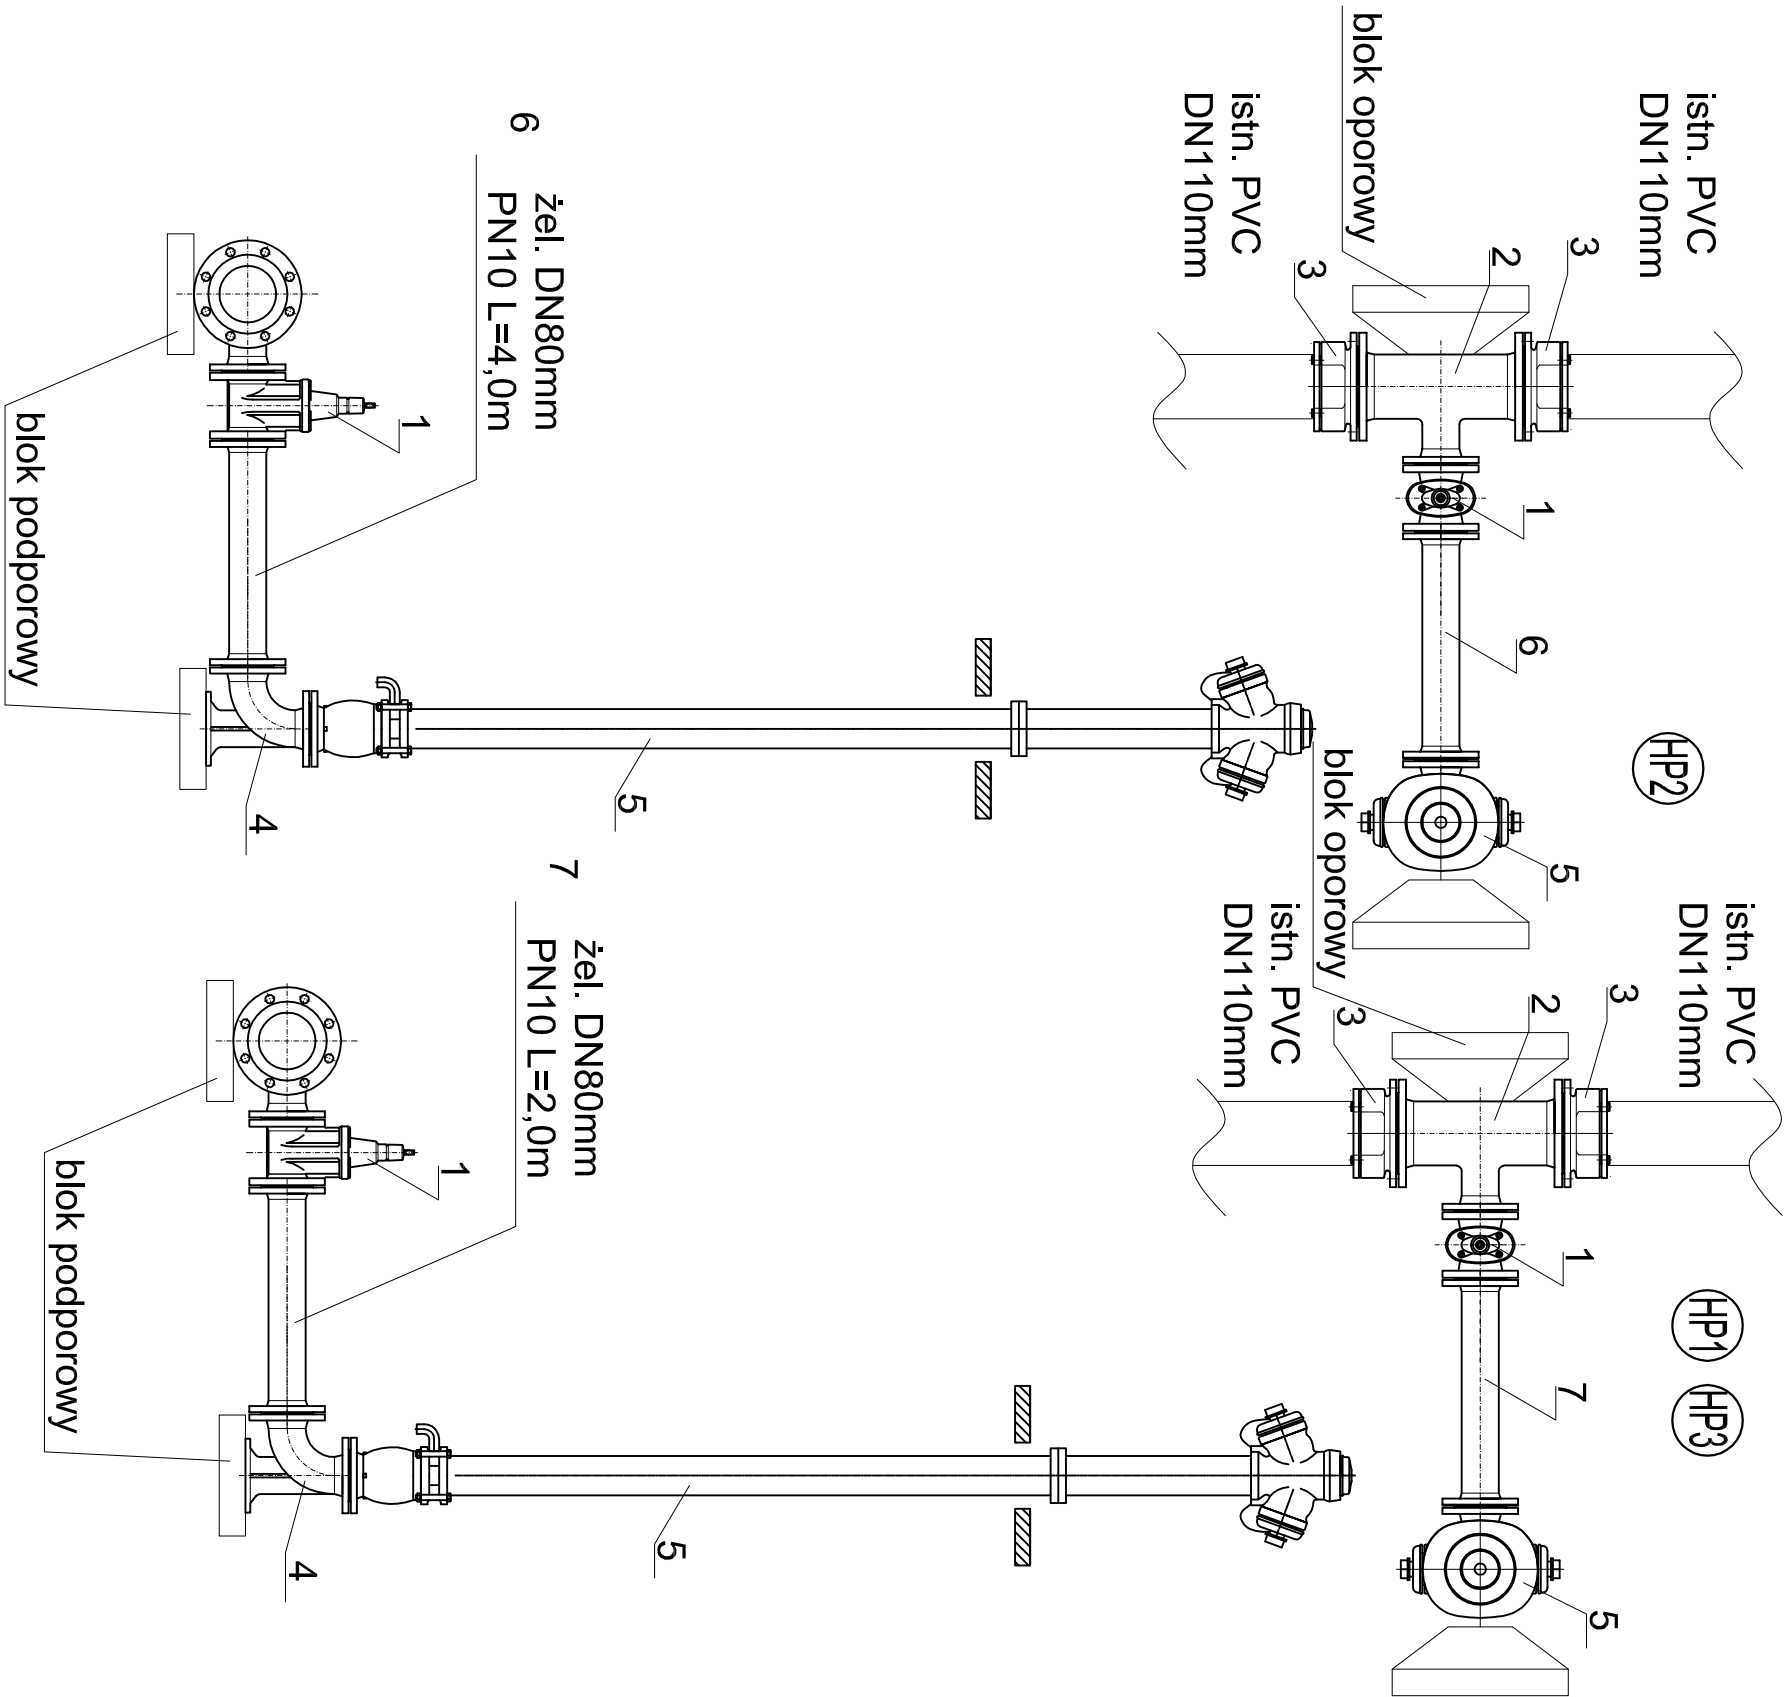 istn. PVC
DN110mm
HP2
3
2
5
1
6
blok oporowy
3
istn. PVC
DN110mm
5
żel. DN80mm
6
PN10 L=4,0m
1
4
blok podporowy
istn. PVC
DN110mm
HP1
HP3
3
5
1
7
2
blok oporowy
3
istn. PVC
DN110mm
5
żel. DN80mm
7
PN10 L=2,0m
1
4
blok podporowy